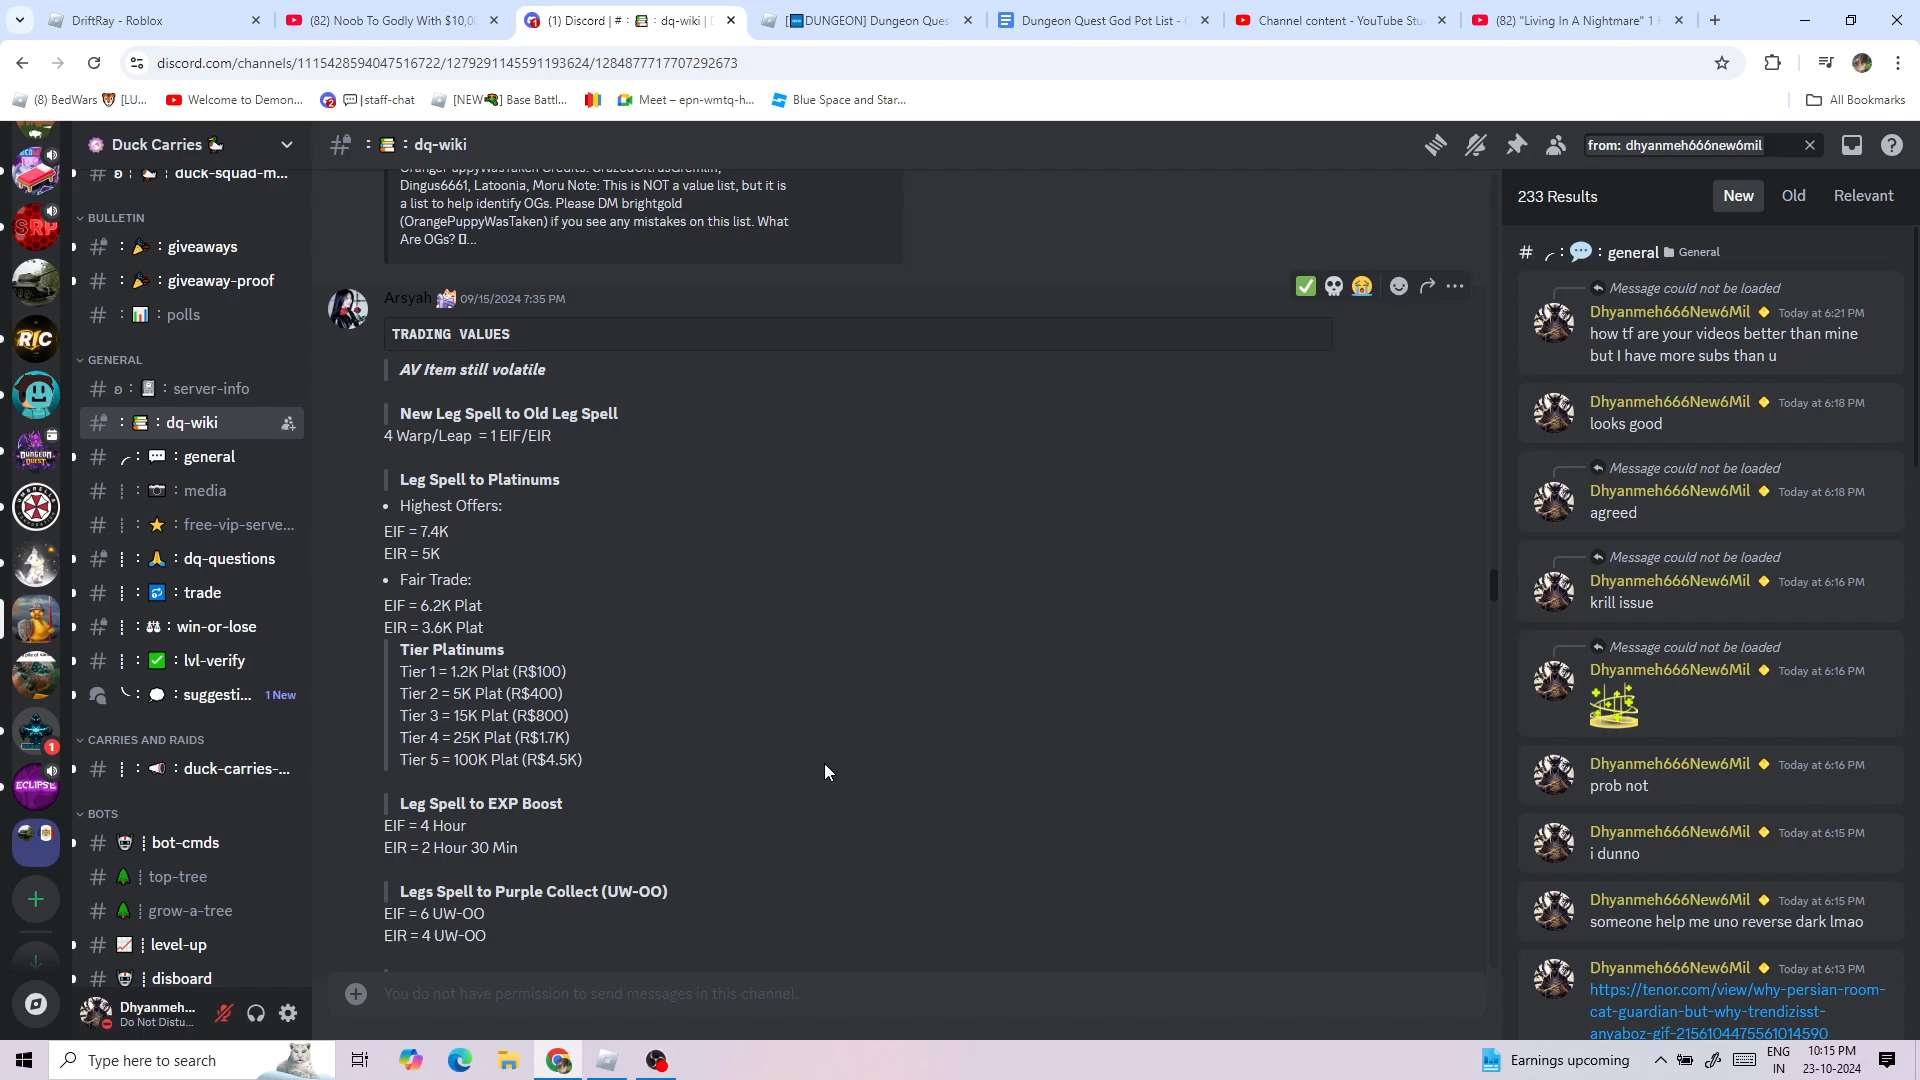 DriftRay - Roblox
(82) Noob To Godly With $10,0
(1) Discord | # : : dq-wiki | D
[DUNGEON] Dungeon Ques
Dungeon Quest God Pot List -
Channel content - YouTube Stu
(82) "Living In A Nightmare" 1
discord.com/channels/1115428594047516722/1279291145591193624/1284877717707292673
(8) BedWars [LU...
Welcome to Demon...
|staff-chat
[NEW] Base Battl...
Meet – epn-wmtq-h...
Blue Space and Star...
All Bookmarks
Duck Carries
: : dq-wiki
from: dhyanmeh666new6mil
duck-squad-m...
BULLETIN
: : giveaways
: : giveaway-proof
: : polls
GENERAL
: : server-info
: : dq-wiki
: : general
: : media
: : free-vip-serve...
: : dq-questions
: : trade
: : win-or-lose
: : lvl-verify
: : suggesti... 1 New
CARRIES AND RAIDS
: : duck-carries-...
BOTS
bot-cmds
top-tree
grow-a-tree
level-up
disboard
Dhyanmeh...
Do Not Distu...
RIC
SRP
DUNGEON QUEST
ECLIPSE
1
OrangePuppyWasTaken Credits: CrazedCitrusGremlin,
Dingus6661, Latoonia, Moru Note: This is NOT a value list, but it is
a list to help identify OGs. Please DM brightgold
(OrangePuppyWasTaken) if you see any mistakes on this list. What
Are OGs? ...
Arsyah 09/15/2024 7:35 PM
TRADING VALUES
AV Item still volatile
New Leg Spell to Old Leg Spell
4 Warp/Leap = 1 EIF/EIR
Leg Spell to Platinums
• Highest Offers:
EIF = 7.4K
EIR = 5K
• Fair Trade:
EIF = 6.2K Plat
EIR = 3.6K Plat
Tier Platinums
Tier 1 = 1.2K Plat (R$100)
Tier 2 = 5K Plat (R$400)
Tier 3 = 15K Plat (R$800)
Tier 4 = 25K Plat (R$1.7K)
Tier 5 = 100K Plat (R$4.5K)
Leg Spell to EXP Boost
EIF = 4 Hour
EIR = 2 Hour 30 Min
Legs Spell to Purple Collect (UW-OO)
EIF = 6 UW-OO
EIR = 4 UW-OO
You do not have permission to send messages in this channel.
233 Results
New
Old
Relevant
# : : general General
Message could not be loaded
Dhyanmeh666New6Mil Today at 6:21 PM
how tf are your videos better than mine
but I have more subs than u
Dhyanmeh666New6Mil Today at 6:18 PM
looks good
Message could not be loaded
Dhyanmeh666New6Mil Today at 6:18 PM
agreed
Message could not be loaded
Dhyanmeh666New6Mil Today at 6:16 PM
krill issue
Message could not be loaded
Dhyanmeh666New6Mil Today at 6:16 PM
Dhyanmeh666New6Mil Today at 6:16 PM
prob not
Dhyanmeh666New6Mil Today at 6:15 PM
i dunno
Dhyanmeh666New6Mil Today at 6:15 PM
someone help me uno reverse dark lmao
Dhyanmeh666New6Mil Today at 6:13 PM
https://tenor.com/view/why-persian-room-
cat-guardian-but-why-trendizisst-
anyaboz-gif-2156104475561014590
Type here to search
Earnings upcoming
ENG
IN
10:15 PM
23-10-2024